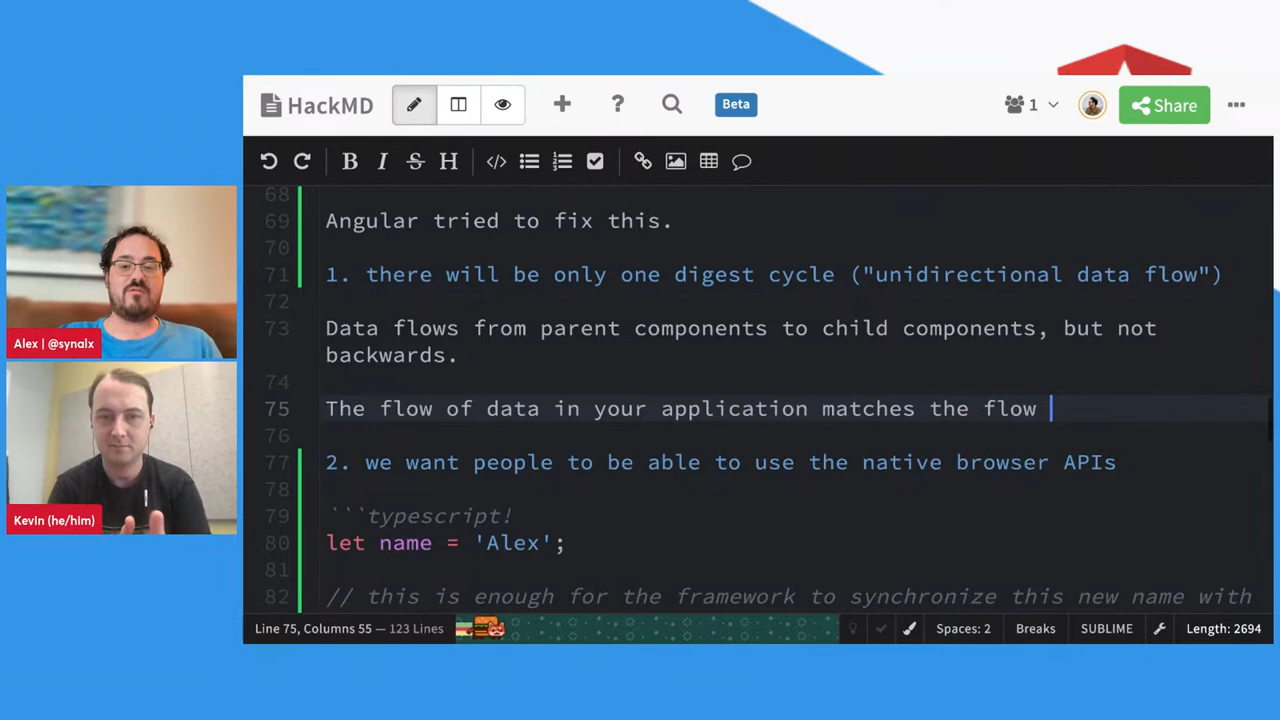 HackMD
Beta
1
Share
B I S H
68
69 Angular tried to fix this.
70
71 1. there will be only one digest cycle ("unidirectional data flow")
72
73 Data flows from parent components to child components, but not
backwards.
74
75 The flow of data in your application matches the flow
76
77 2. we want people to be able to use the native browser APIs
78
79 ```typescript!
80 let name = 'Alex';
81
82 // this is enough for the framework to synchronize this new name with
Line 75, Columns 55 — 123 Lines
Spaces: 2
Breaks
SUBLIME
Length: 2694
Alex | @synalx
Kevin (he/him)